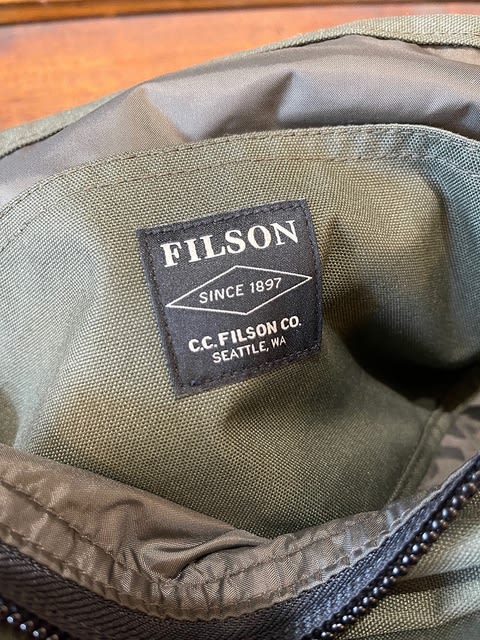 FILSON
SINCE 1897
C.C.FILSON CO.
SEATTLE, WA